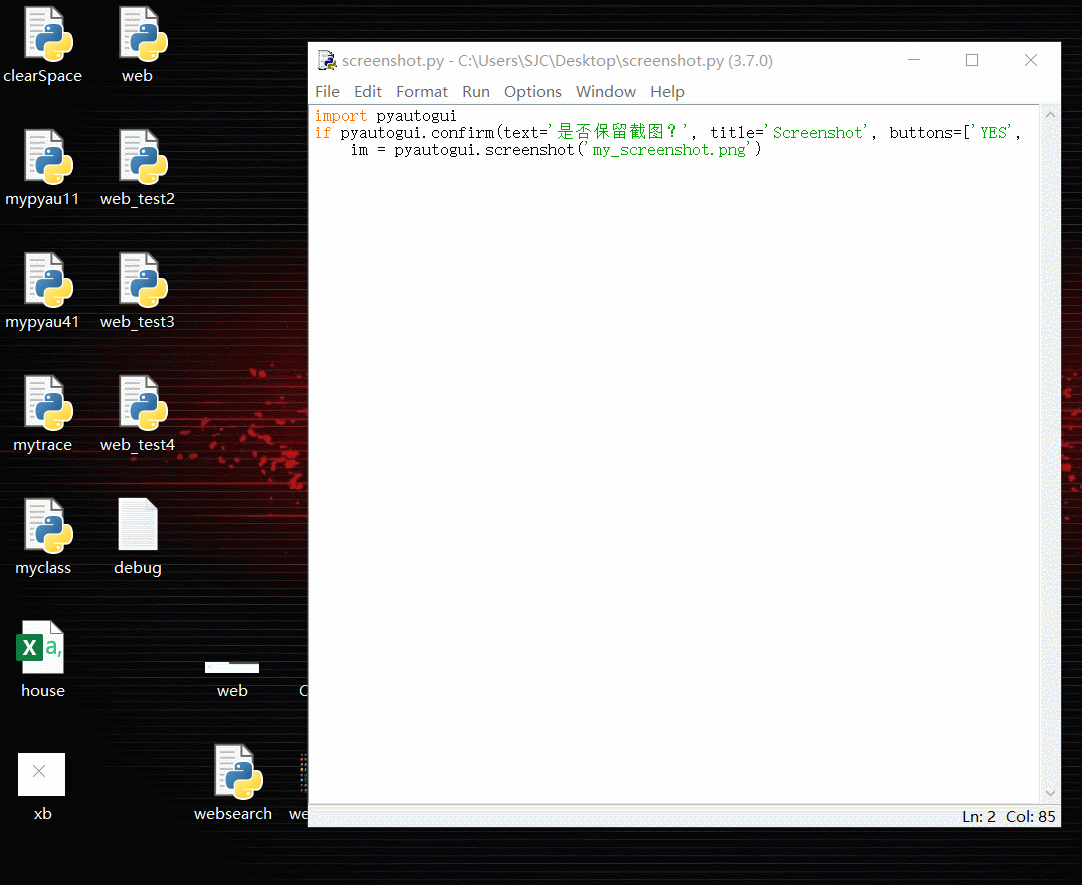 clearSpace
web
mypyau11
web_test2
mypyau41
web_test3
mytrace
web_test4
myclass
debug
house
web
xb
websearch
screenshot.py - C:\Users\SJC\Desktop\screenshot.py (3.7.0)
File Edit Format Run Options Window Help
import pyautogui
if pyautogui.confirm(text='是否保留截图？', title='Screenshot', buttons=['YES',
im = pyautogui.screenshot('my_screenshot.png')
Ln: 2 Col: 85